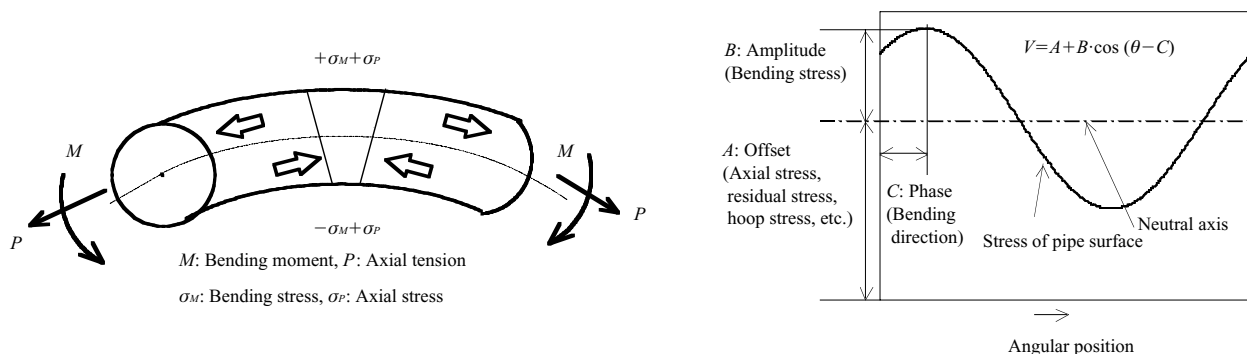 +σM+σP
M
M
P
P
−σM+σP
M: Bending moment, P: Axial tension
σM: Bending stress, σP: Axial stress
B: Amplitude
(Bending stress)
V=A+B·cos (θ−C)
A: Offset
(Axial stress,
residual stress,
hoop stress, etc.)
C: Phase
(Bending
direction)
Stress of pipe surface
Neutral axis
Angular position